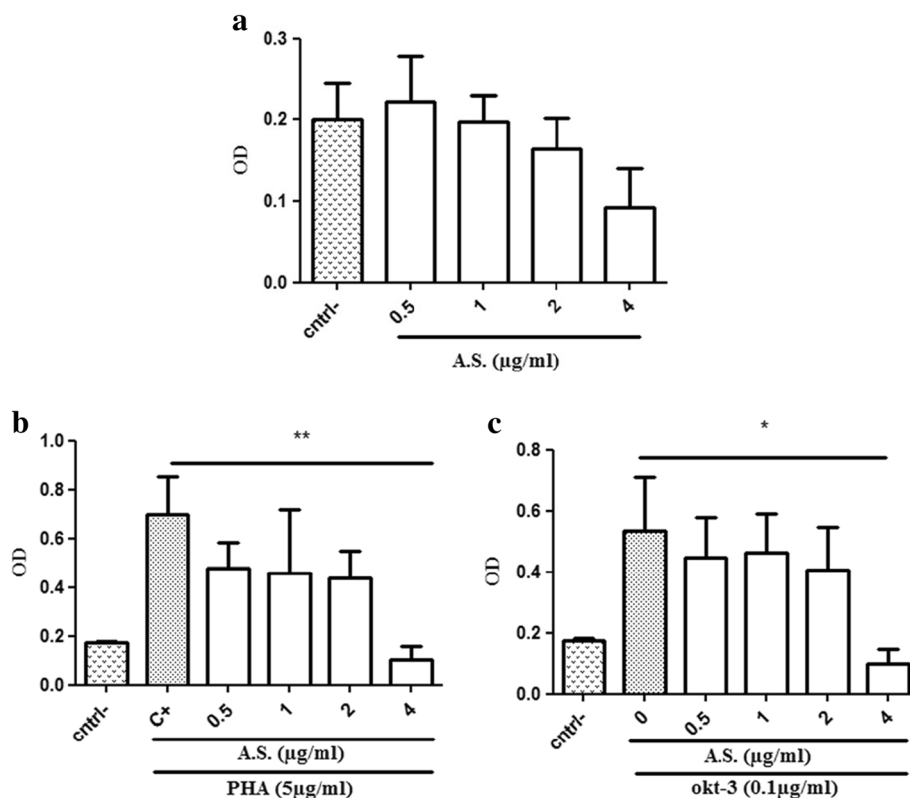 a
0.3
0.2
0.1
0.0
OD
cntrl-
0.5
1
2
4
A.S. (µg/ml)
b
1.0
0.8
0.6
0.4
0.2
0.0
OD
**
cntrl-
C+
0.5
1
2
4
A.S. (µg/ml)
PHA (5µg/ml)
c
0.8
0.6
0.4
0.2
0.0
OD
*
cntrl-
0
0.5
1
2
4
A.S. (µg/ml)
okt-3 (0.1µg/ml)